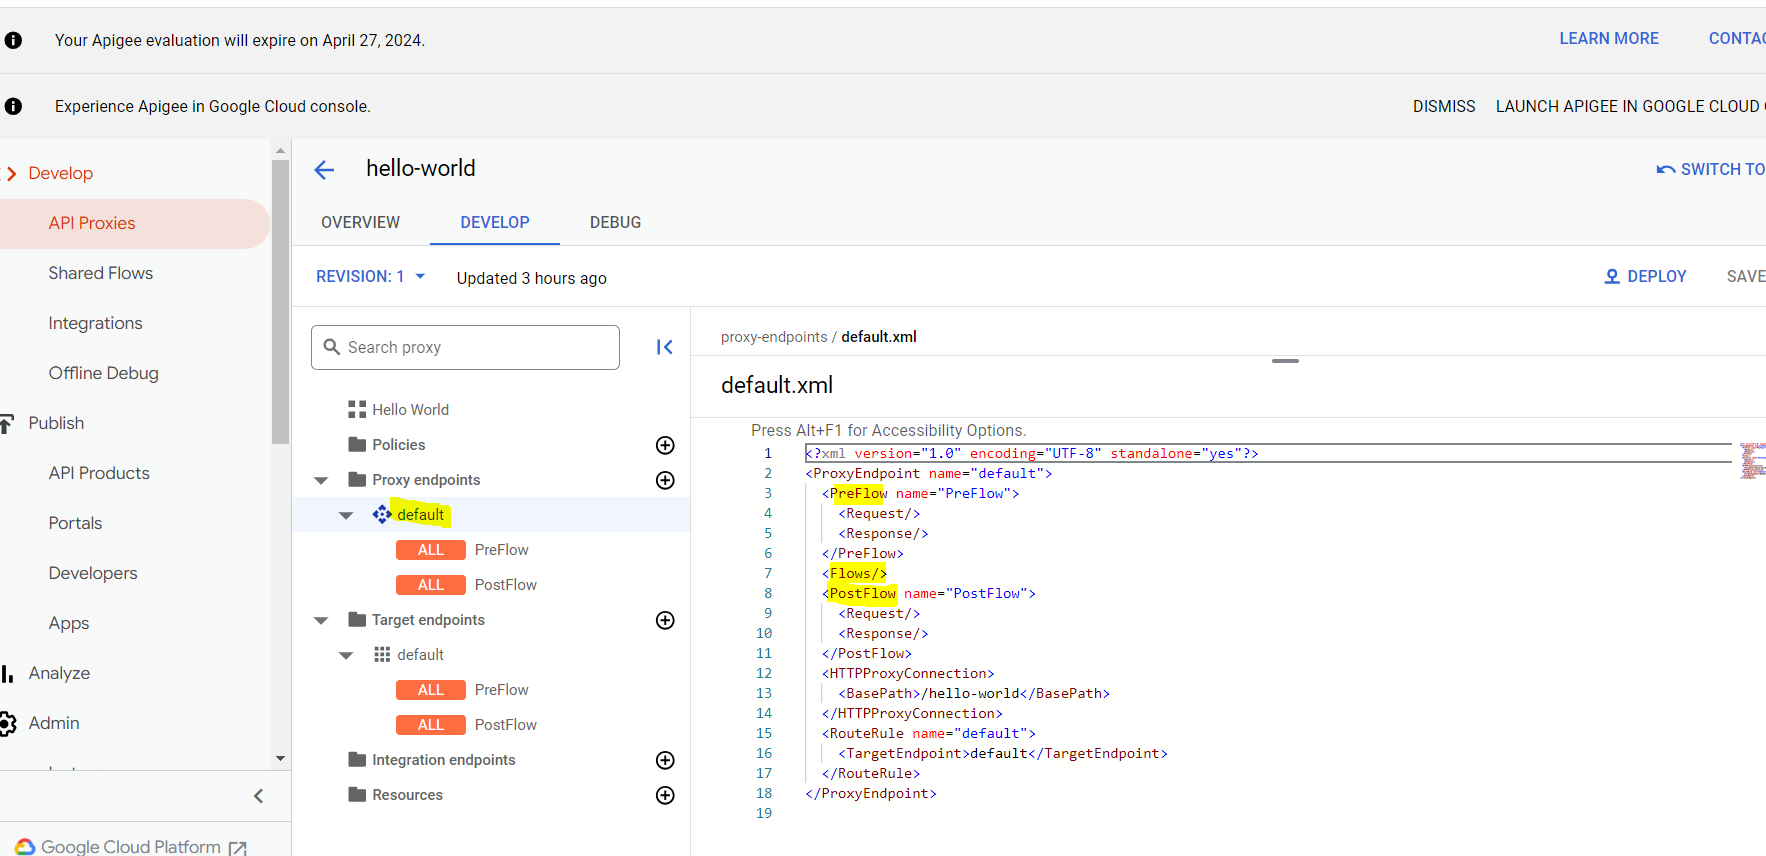 Your Apigee evaluation will expire on April 27, 2024.
LEARN MORE
Experience Apigee in Google Cloud console.
DISMISS
LAUNCH APIGEE IN GOOGLE CLOUD
Develop
API Proxies
Shared Flows
Integrations
Offline Debug
Publish
API Products
Portals
Developers
Apps
Analyze
Admin
Google Cloud Platform
hello-world
SWITCH TO
OVERVIEW
DEVELOP
DEBUG
REVISION: 1
Updated 3 hours ago
DEPLOY
SAVE
Search proxy
Hello World
Policies
Proxy endpoints
default
ALL PreFlow
ALL PostFlow
Target endpoints
default
ALL PreFlow
ALL PostFlow
Integration endpoints
Resources
proxy-endpoints / default.xml
default.xml
Press Alt+F1 for Accessibility Options.
1 <?xml version="1.0" encoding="UTF-8" standalone="yes"?>
2 <ProxyEndpoint name="default">
3 <PreFlow name="PreFlow">
4 <Request/>
5 <Response/>
6 </PreFlow>
7 <Flows/>
8 <PostFlow name="PostFlow">
9 <Request/>
10 <Response/>
11 </PostFlow>
12 <HTTPProxyConnection>
13 <BasePath>/hello-world</BasePath>
14 </HTTPProxyConnection>
15 <RouteRule name="default">
16 <TargetEndpoint>default</TargetEndpoint>
17 </RouteRule>
18 </ProxyEndpoint>
19